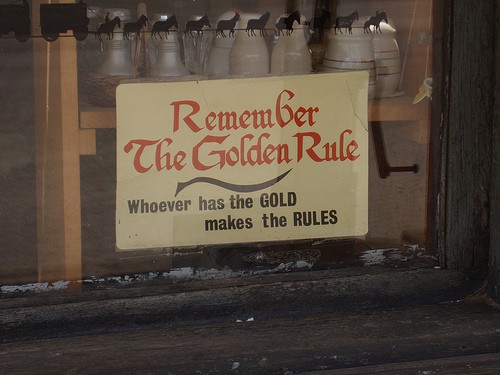 Remember
The Golden Rule
Whoever has the GOLD
makes the RULES